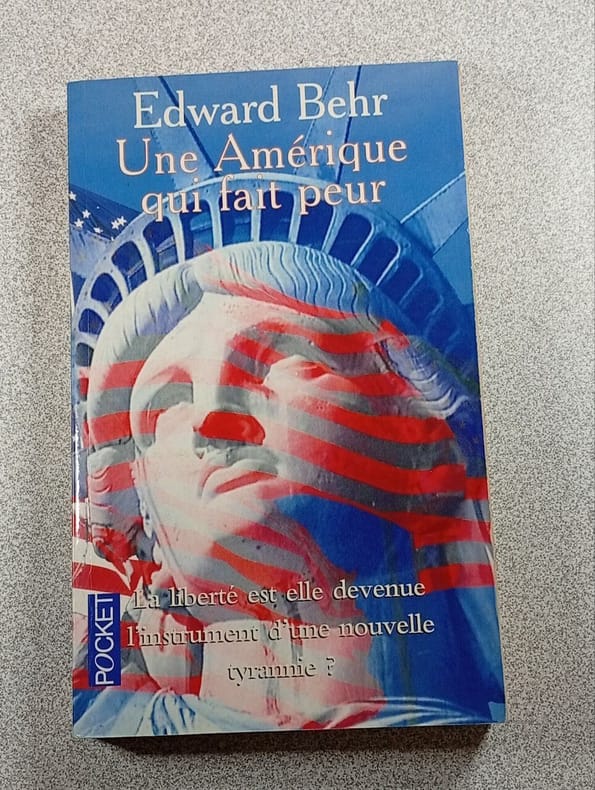 Edward Behr
Une Amérique
qui fait peur
La liberté est elle devenue
l'instrument d'une nouvelle
tyrannie ?
POCKET